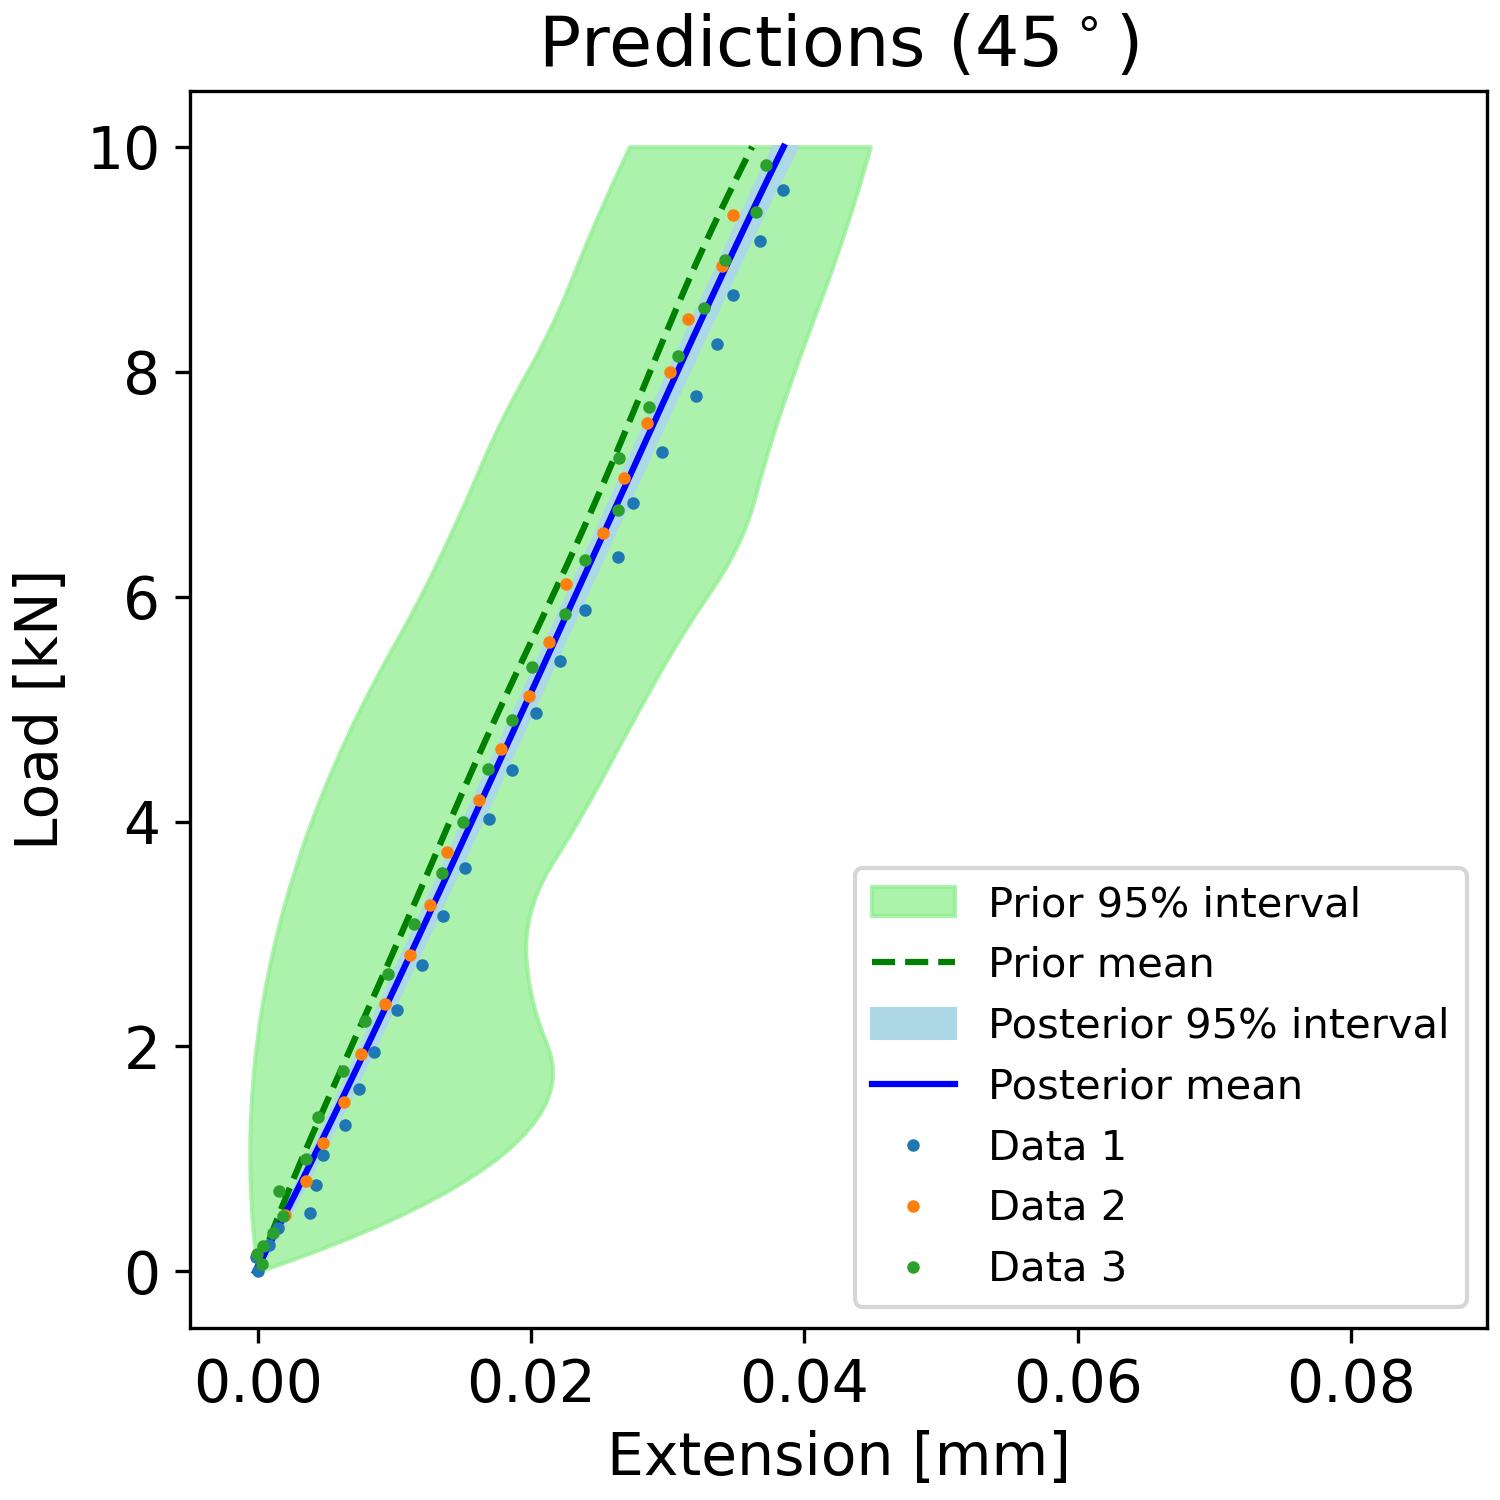 Predictions (45°)
10
8
6
4
2
0
Load [kN]
Prior 95% interval
Prior mean
Posterior 95% interval
Posterior mean
Data 1
Data 2
Data 3
0.00 0.02 0.04 0.06 0.08
Extension [mm]